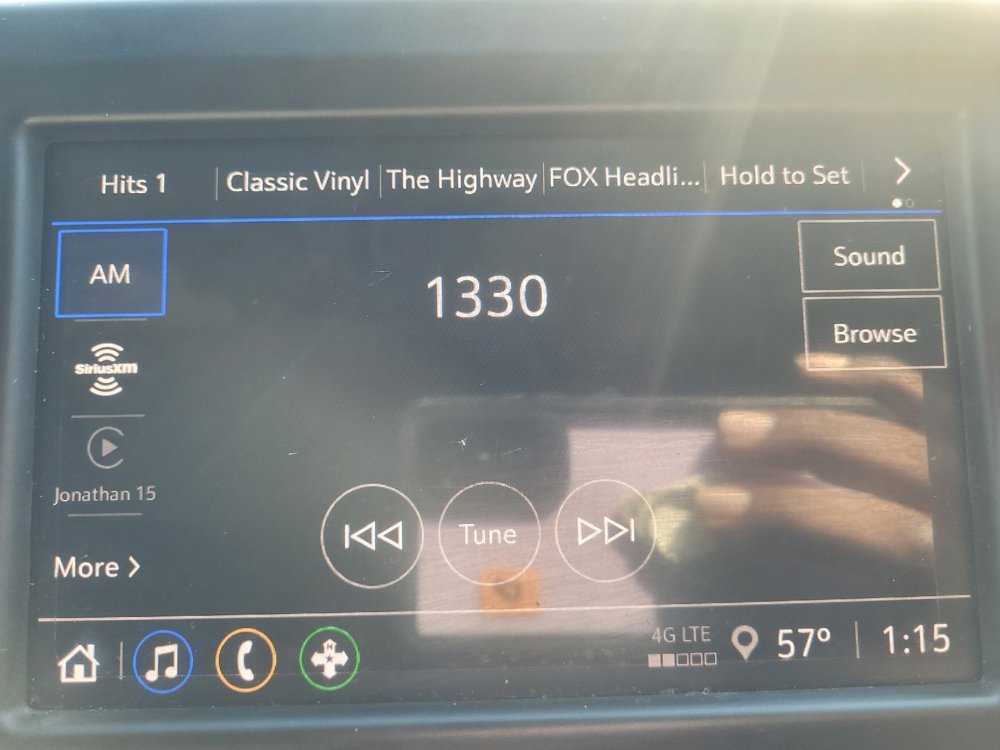 Hits 1
Classic Vinyl
The Highway
FOX Headli...
Hold to Set
AM
1330
Sound
Browse
SiriusXM
Jonathan 15
Tune
More
N
4G LTE
57°
1:15